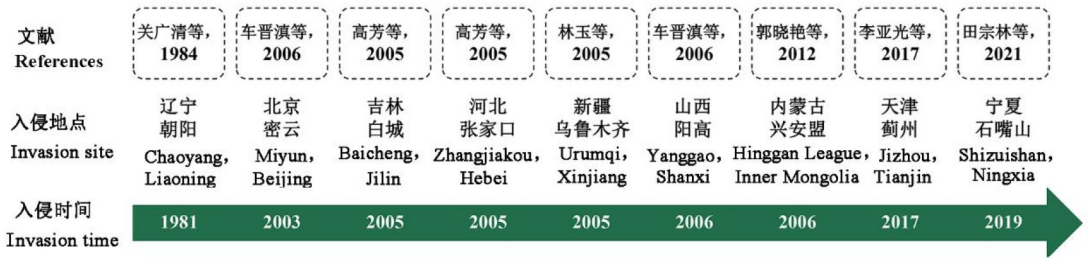 文献
References
关广清等，
1984
车晋滇等，
2006
高芳等，
2005
高芳等，
2005
林玉等，
2005
车晋滇等，
2006
郭晓艳等，
2012
李亚光等，
2017
田宗林等，
2021
入侵地点
Invasion site
辽宁
朝阳
Chaoyang，
Liaoning
北京
密云
Miyun，
Beijing
吉林
白城
Baicheng，
Jilin
河北
张家口
Zhangjiakou，
Hebei
新疆
乌鲁木齐
Urumqi，
Xinjiang
山西
阳高
Yanggao，
Shanxi
内蒙古
兴安盟
Hinggan League，
Inner Mongolia
天津
蓟州
Jizhou，
Tianjin
宁夏
石嘴山
Shizuishan，
Ningxia
入侵时间
Invasion time
1981
2003
2005
2005
2005
2006
2006
2017
2019